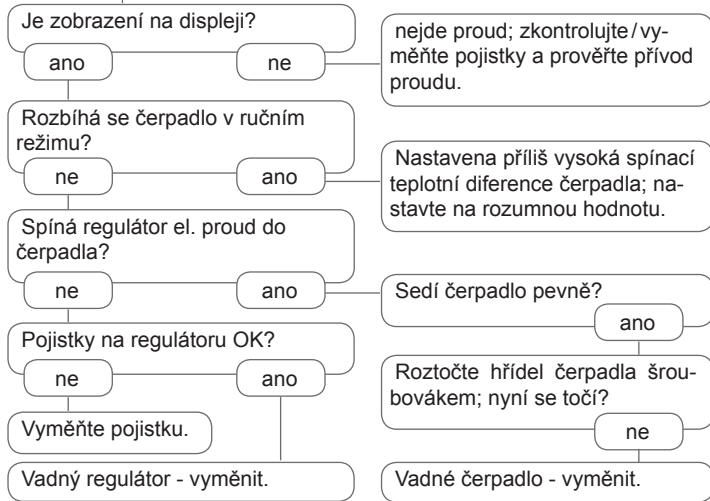 Je zobrazení na displeji?
ano
ne
nejde proud; zkontrolujte/vy-
měňte pojistky a prověřte přívod
proudu.
Rozbíhá se čerpadlo v ručním
režimu?
ne
ano
Nastavena příliš vysoká spínací
teplotní diference čerpadla; na-
stavte na rozumnou hodnotu.
Spíná regulátor el. proud do
čerpadla?
ne
ano
Sedí čerpadlo pevně?
ano
Pojistky na regulátoru OK?
ne
ano
Roztočte hřídel čerpadla šrou-
bovákem; nyní se točí?
ne
Vyměňte pojistku.
Vadný regulátor - vyměnit.
Vadné čerpadlo - vyměnit.